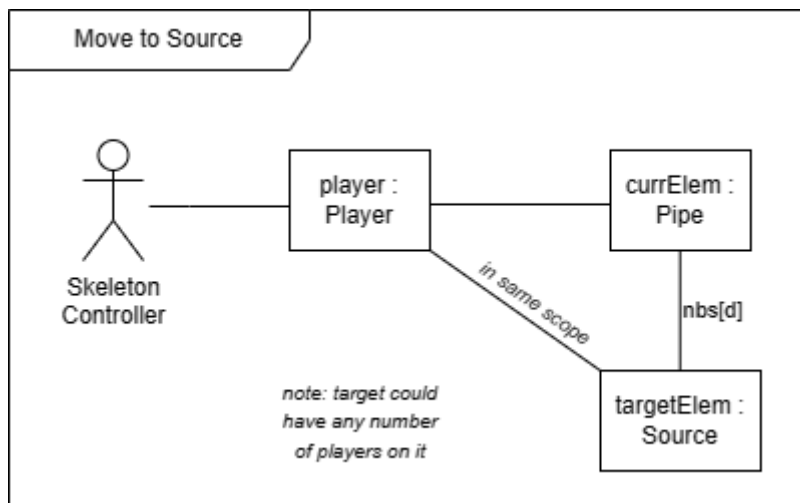 Move to Source
player :
Player
currElem :
Pipe
Skeleton
Controller
in same scope
nbs[d]
note: target could
have any number
of players on it
targetElem :
Source